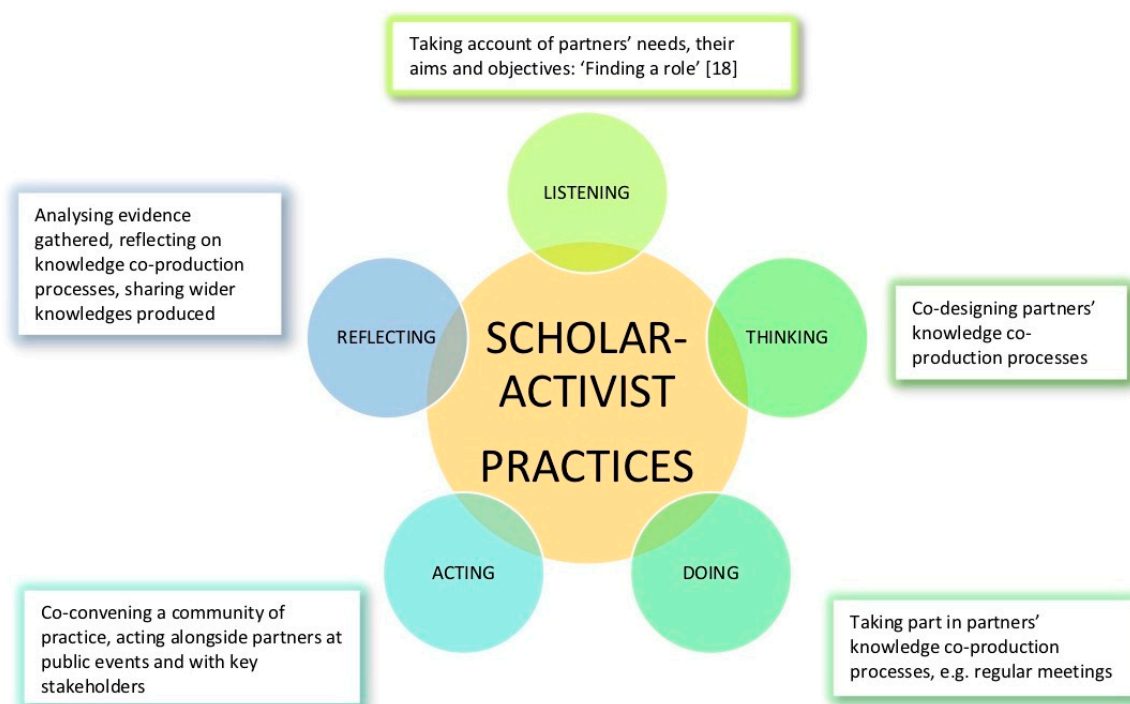 Taking account of partners’ needs, their
aims and objectives: ‘Finding a role’ [18]
LISTENING
Analysing evidence
gathered, reflecting on
knowledge co-production
processes, sharing wider
knowledges produced
REFLECTING
SCHOLAR-
ACTIVIST
PRACTICES
THINKING
Co-designing partners’
knowledge co-
production processes
ACTING
DOING
Co-convening a community of
practice, acting alongside partners at
public events and with key
stakeholders
Taking part in partners’
knowledge co-production
processes, e.g. regular meetings